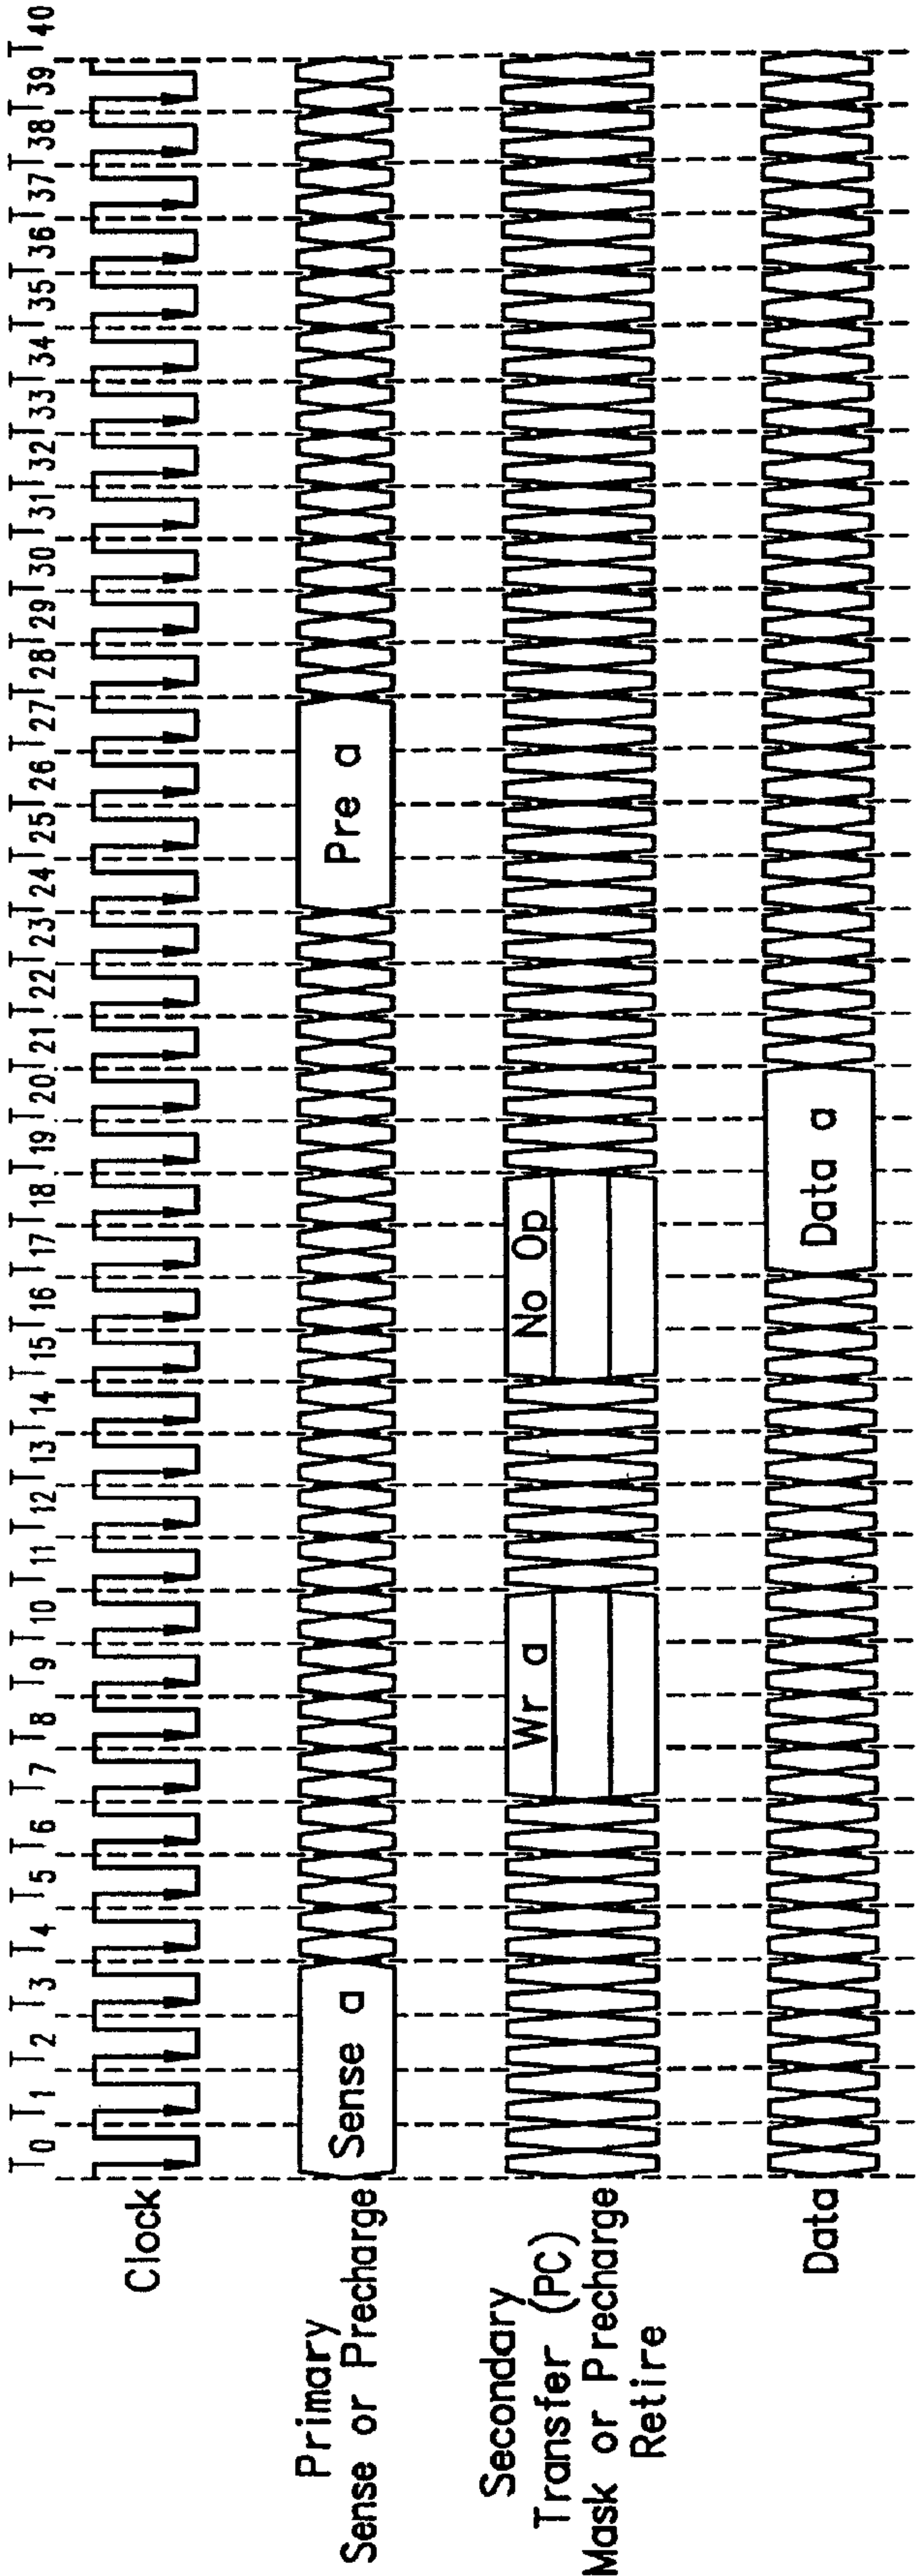 T0 T1 T2 T3 T4 T5 T6 T7 T8 T9 T10 T11 T12 T13 T14 T15 T16 T17 T18 T19 T20 T21 T22 T23 T24 T25 T26 T27 T28 T29 T30 T31 T32 T33 T34 T35 T36 T37 T38 T39 T40
Clock
Primary
Sense or Precharge
Sense a
Pre a
Secondary
Transfer (PC)
Mask or Precharge
Retire
Wr a
No Op
Data
Data a